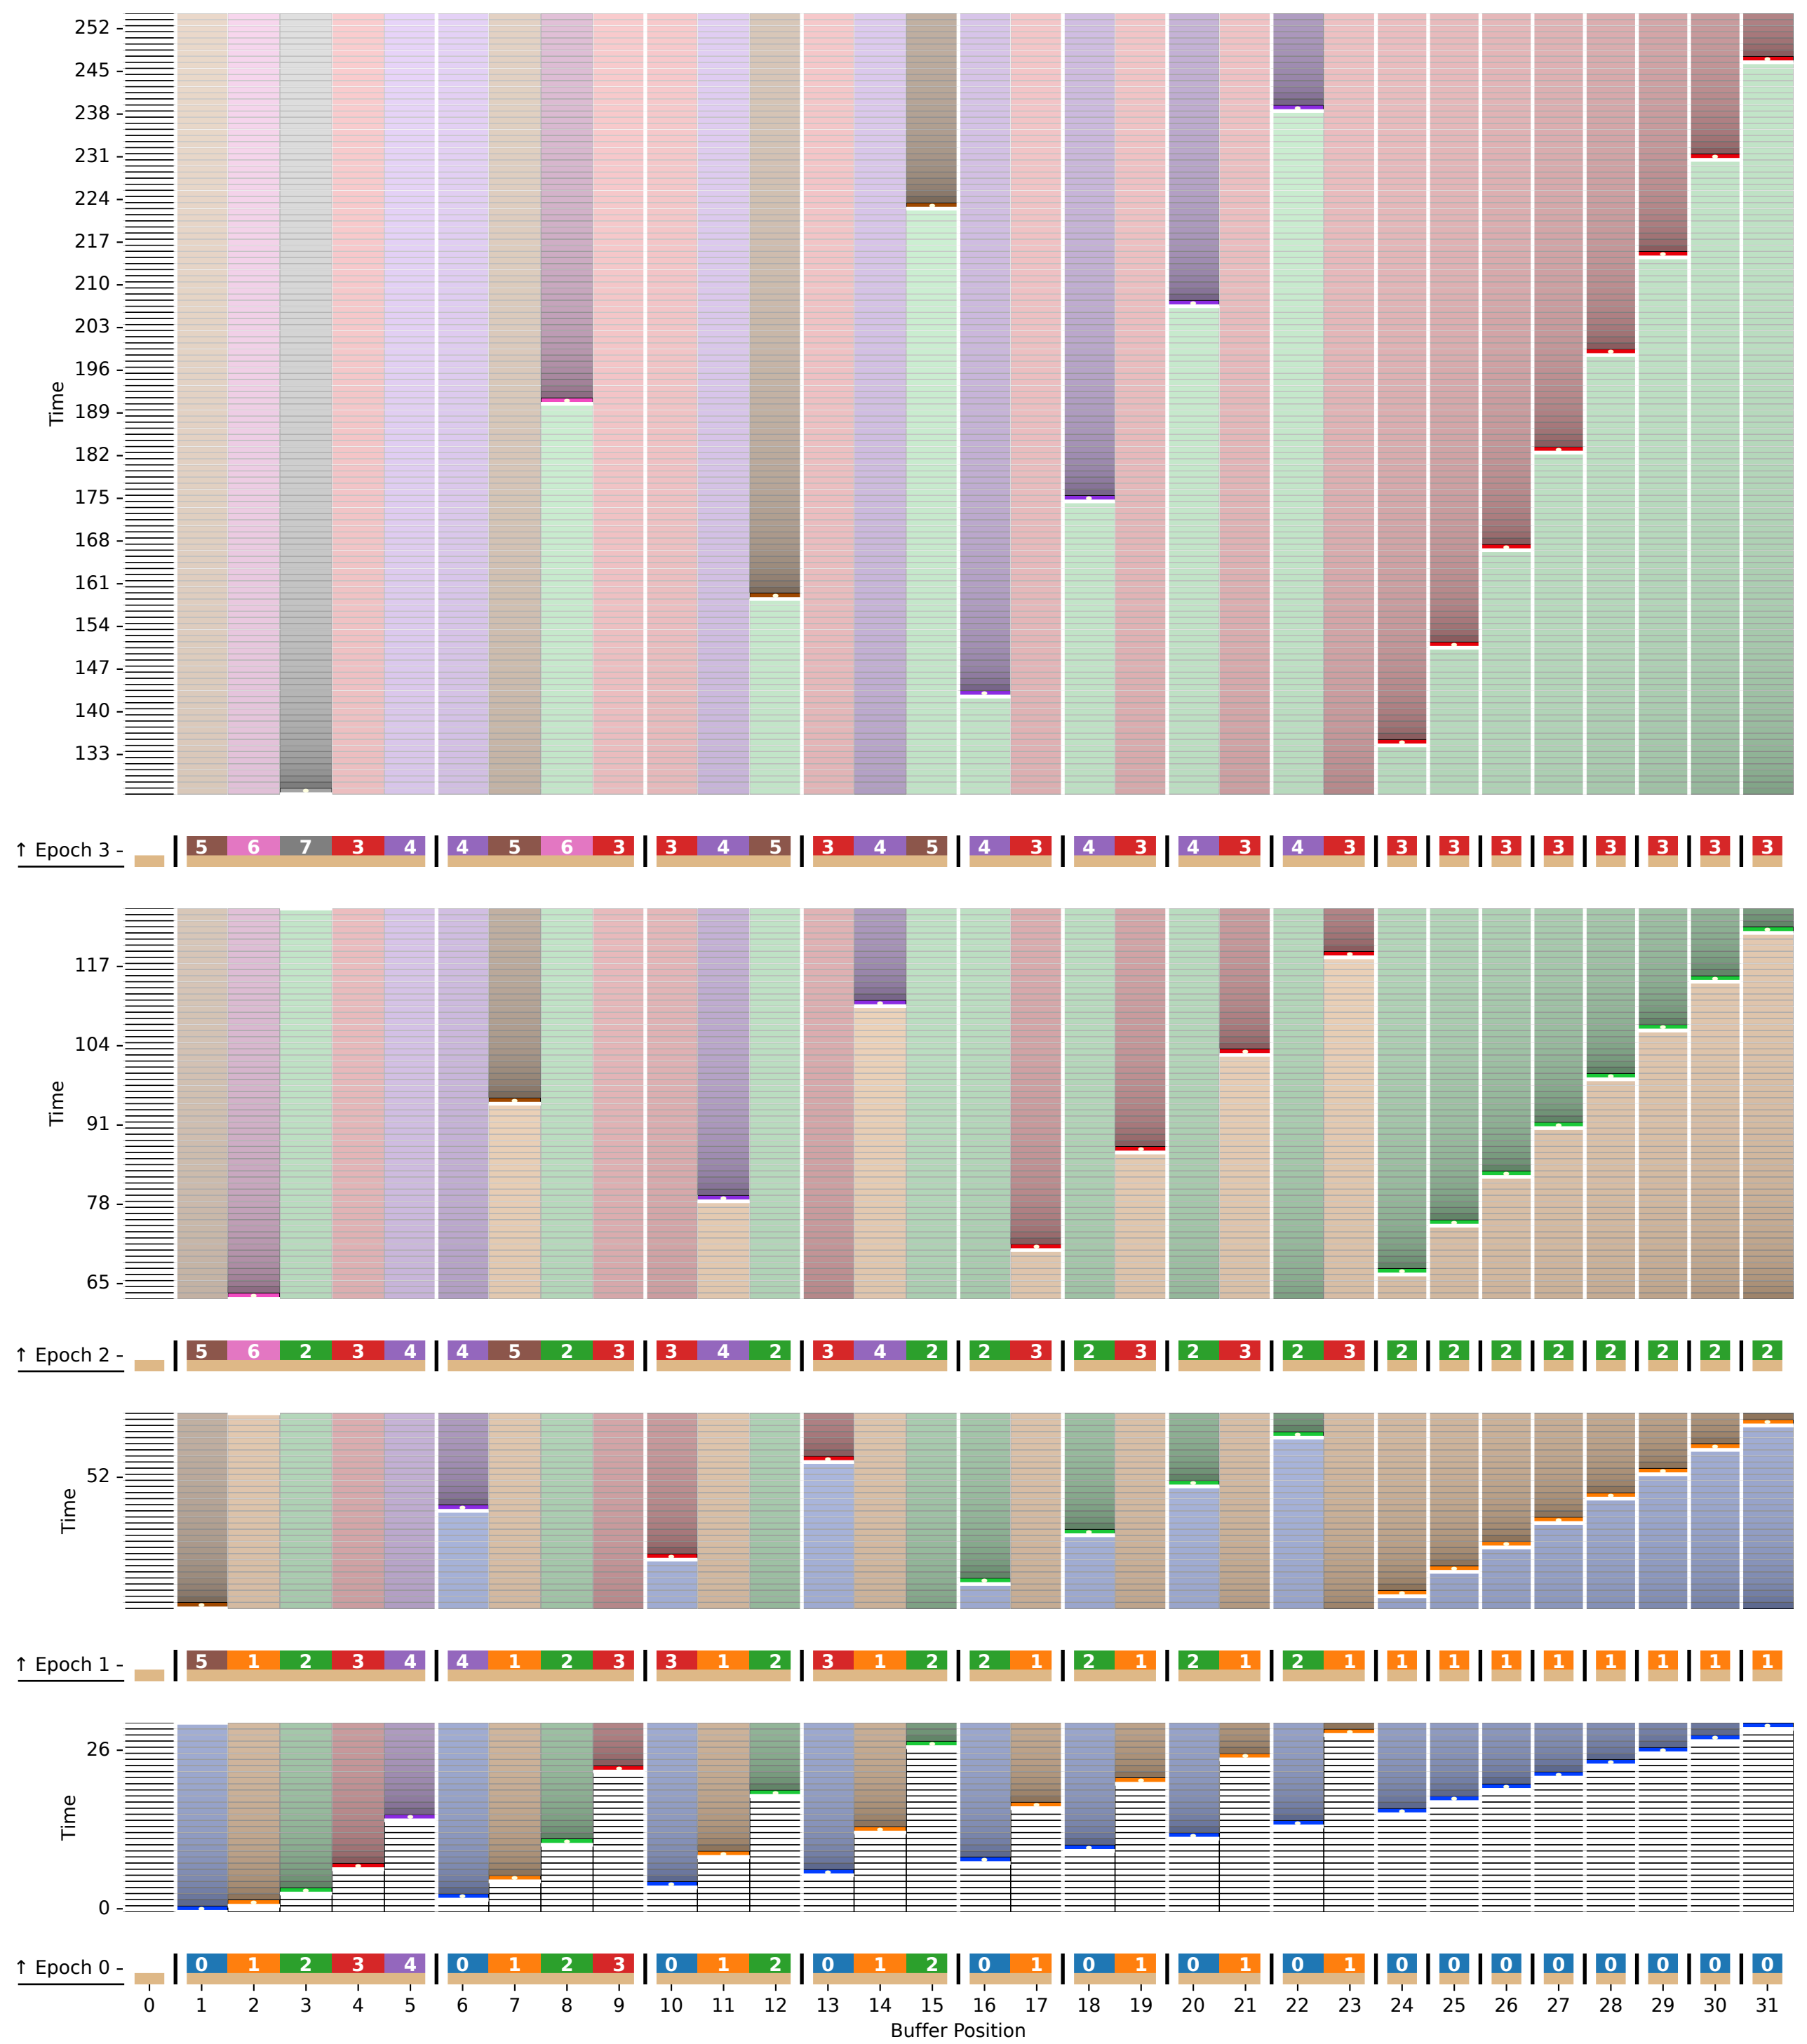 252
245
238
231
224
217
210
203
196
189
182
175
168
161
154
147
140
133
Time
↑ Epoch 3
5 6 7 3 4 4 5 6 3 3 4 5 3 4 5 4 3 4 3 4 3 4 3 3 3 3 3 3 3 3 3
117
104
91
78
65
Time
↑ Epoch 2
5 6 2 3 4 4 5 2 3 3 4 2 3 4 2 2 3 2 3 2 3 2 3 2 2 2 2 2 2 2 2
52
Time
↑ Epoch 1
5 1 2 3 4 4 1 2 3 3 1 2 3 1 2 2 1 2 1 2 1 2 1 1 1 1 1 1 1 1 1
26
0
Time
↑ Epoch 0
0 1 2 3 4 0 1 2 3 0 1 2 0 1 2 0 1 0 1 0 1 0 1 0 0 0 0 0 0 0 0
0 1 2 3 4 5 6 7 8 9 10 11 12 13 14 15 16 17 18 19 20 21 22 23 24 25 26 27 28 29 30 31
Buffer Position